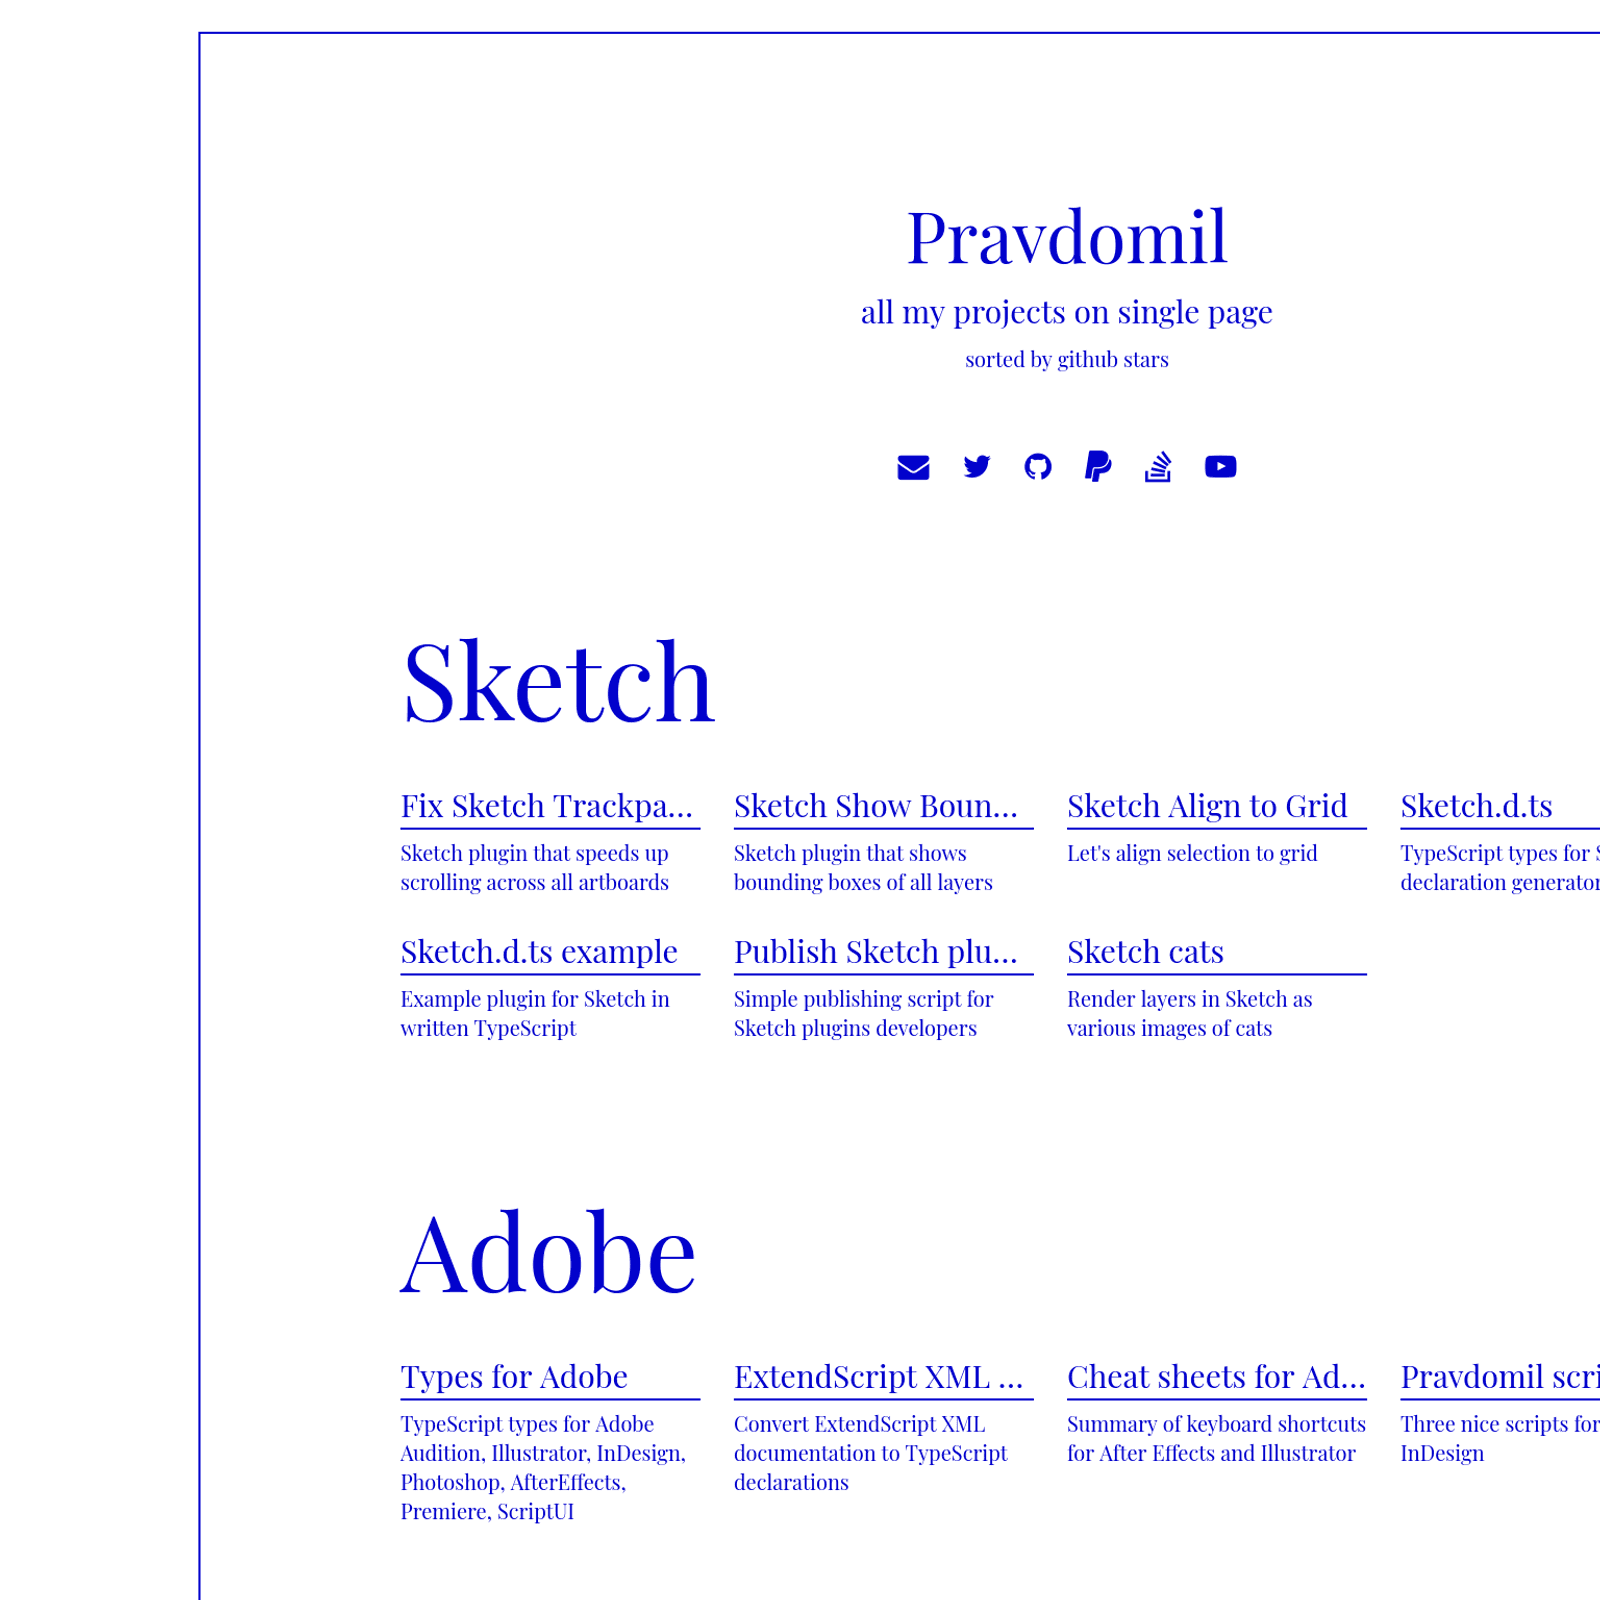 Pravdomil
all my projects on single page
sorted by github stars
Sketch
Fix Sketch Trackpa...
Sketch plugin that speeds up
scrolling across all artboards
Sketch Show Boun...
Sketch plugin that shows
bounding boxes of all layers
Sketch Align to Grid
Let's align selection to grid
Sketch.d.ts
TypeScript types for
declaration generator
Sketch.d.ts example
Example plugin for Sketch in
written TypeScript
Publish Sketch plu...
Simple publishing script for
Sketch plugins developers
Sketch cats
Render layers in Sketch as
various images of cats
Adobe
Types for Adobe
TypeScript types for Adobe
Audition, Illustrator, InDesign,
Photoshop, AfterEffects,
Premiere, ScriptUI
ExtendScript XML ...
Convert ExtendScript XML
documentation to TypeScript
declarations
Cheat sheets for Ad...
Summary of keyboard shortcuts
for After Effects and Illustrator
Pravdomil scri
Three nice scripts for
InDesign